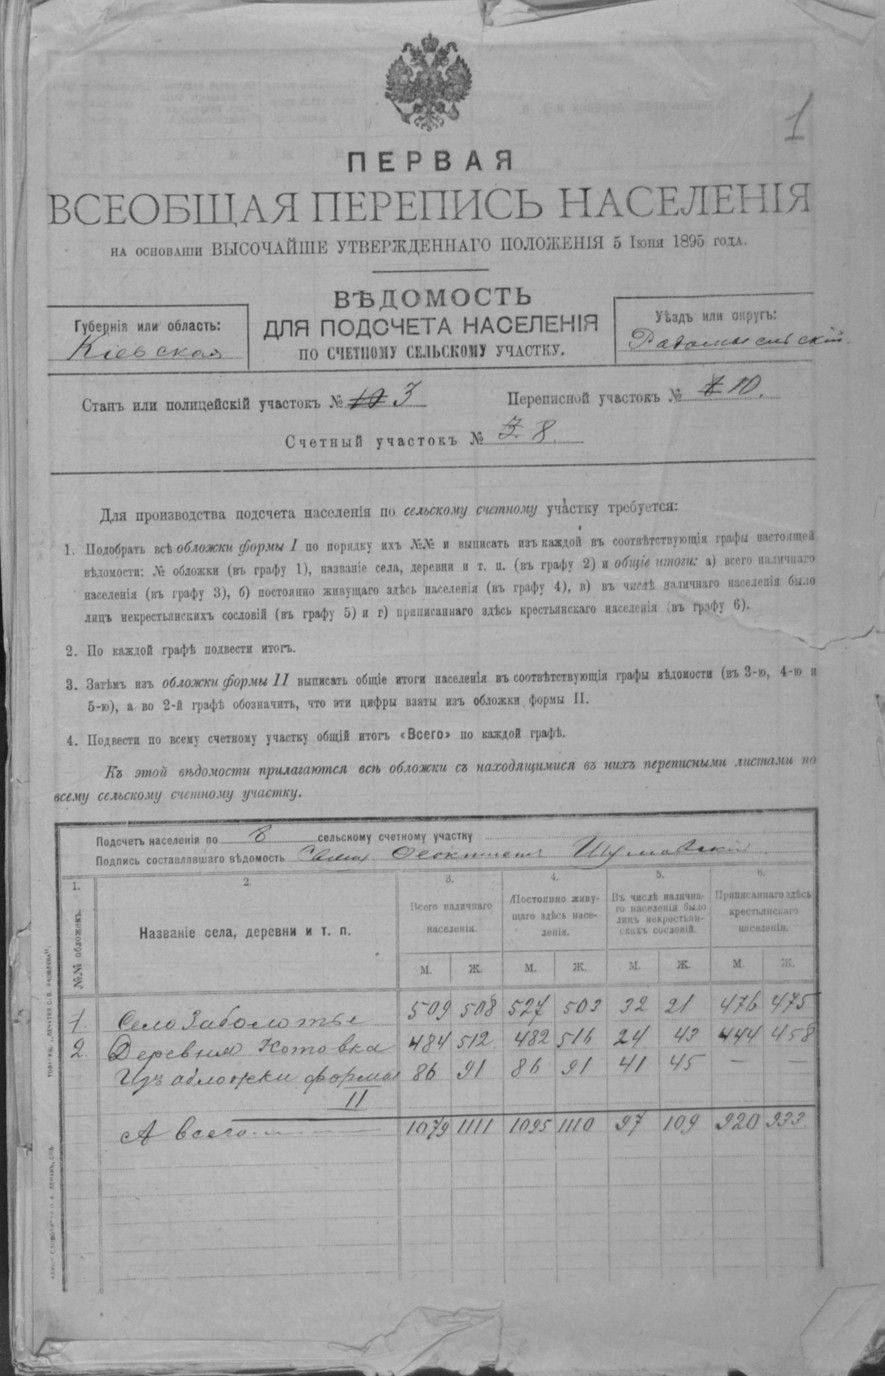 1
ПЕРВАЯ
ВСЕОБЩАЯ ПЕРЕПИСЬ НАСЕЛЕНІЯ
НА ОСНОВАНІИ ВЫСОЧАЙШЕ УТВЕРЖДЕННАГО ПОЛОЖЕНІЯ 5 Іюня 1895 года.
ВѢДОМОСТЬ
ДЛЯ ПОДСЧЕТА НАСЕЛЕНІЯ
ПО СЧЕТНОМУ СЕЛЬСКОМУ УЧАСТКУ.
Губернія или область:
Кіевская
Уѣздъ или округъ:
Радомысльскій
Станъ или полицейскій участокъ № 3 Переписной участокъ № 10.
Счетный участокъ № 8.
Для производства подсчета населенія по сельскому счетному участку требуется:
1. Подобрать всѣ обложки формы I по порядку ихъ №№ и выписать изъ каждой въ соотвѣтствующія графы настоящей
вѣдомости: № обложки (въ графу 1), названіе села, деревни и т. п. (въ графу 2) и общіе итоги: а) всего наличнаго
населенія (въ графу 3), б) постоянно живущаго здѣсь населенія (въ графу 4), в) въ числѣ наличнаго населенія было
лицъ некрестьянскихъ сословій (въ графу 5) и г) приписаннаго здѣсь крестьянскаго населенія (въ графу 6).
2. По каждой графѣ подвести итогъ.
3. Затѣмъ изъ обложки формы II выписать общіе итоги населенія въ соотвѣтствующія графы вѣдомости (въ 3-ю, 4-ю и
5-ю), а во 2-й графѣ обозначить, что эти цифры взяты изъ обложки формы II.
4. Подвести по всему счетному участку общій итогъ «Всего» по каждой графѣ.
Къ этой вѣдомости прилагаются всѣ обложки съ находящимися въ нихъ переписными листами по
всему сельскому счетному участку.
Подсчетъ населенія по 8 сельскому счетному участку
Подпись составлявшаго вѣдомость Шумовскій
1. 2. 3. 4. 5. 6.
№№ обложекъ. Названіе села, деревни и т. п. Всего наличнаго населенія. Постоянно живущаго здѣсь населенія. Въ числѣ наличнаго населенія было лицъ некрестьянскихъ сословій. Приписаннаго здѣсь крестьянскаго населенія.
М. Ж. М. Ж. М. Ж. М. Ж.
1. Село Заболотье 509 508 527 503 32 21 476 475
2 Деревня Котовка 484 512 482 516 24 43 444 458
Изъ обложки формы 86 91 86 91 41 45 — —
II
А всего 1079 1111 1095 1110 97 109 920 933